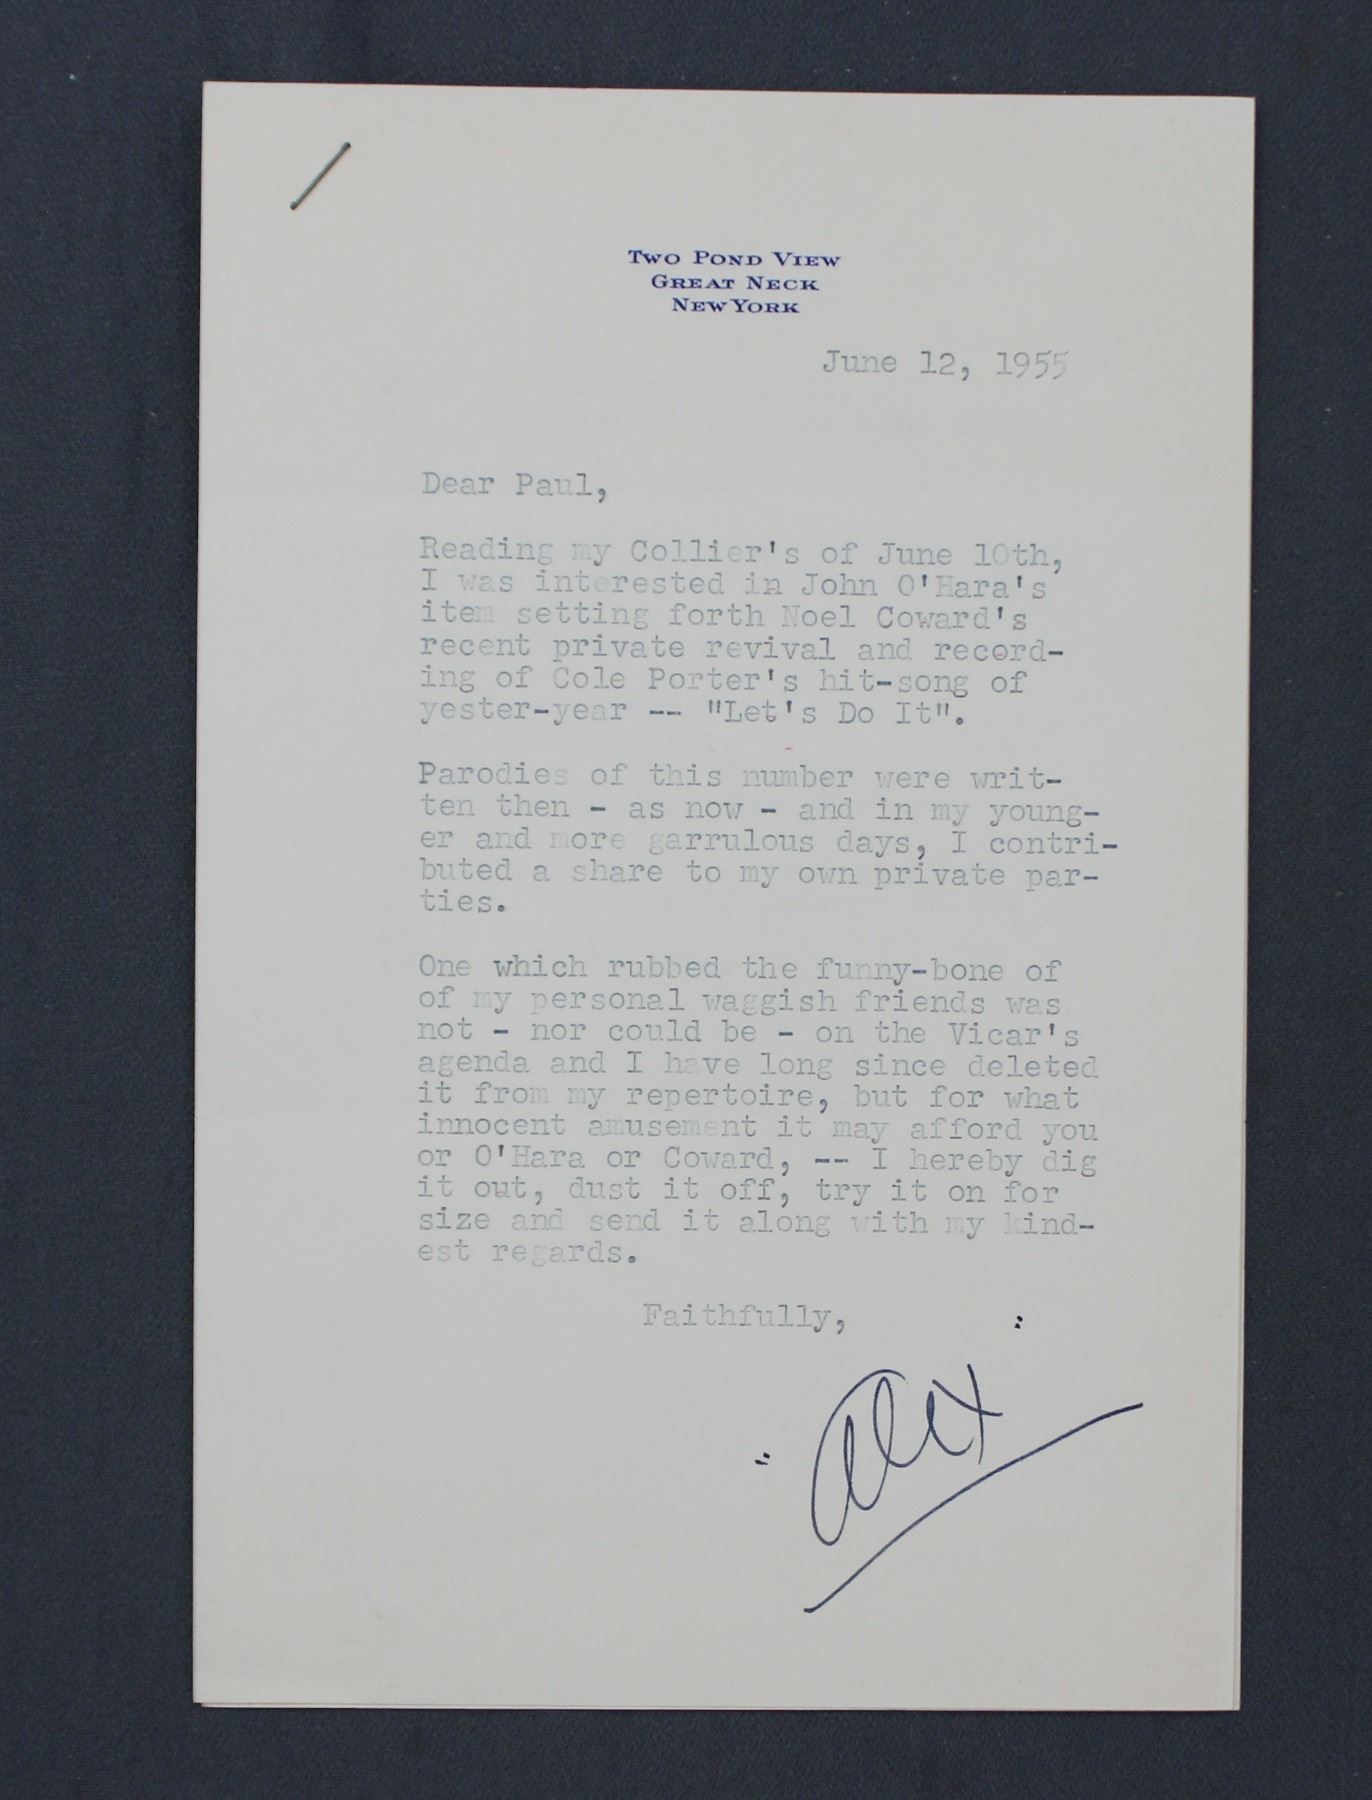 Two Pond View
Great Neck
New York
June 12, 1955
Dear Paul,
Reading my Collier's of June 10th,
I was interested in John O'Hara's
item setting forth Noel Coward's
recent private revival and record-
ing of Cole Porter's hit-song of
yester-year -- "Let's Do It".
Parodies of this number were writ-
ten then - as now - and in my young-
er and more garrulous days, I contri-
buted a share to my own private par-
ties.
One which rubbed the funny-bone of
of my personal waggish friends was
not - nor could be - on the Vicar's
agenda and I have long since deleted
it from my repertoire, but for what
innocent amusement it may afford you
or O'Hara or Coward, -- I hereby dig
it out, dust it off, try it on for
size and send it along with my kind-
est regards.
Faithfully,
"Alex"